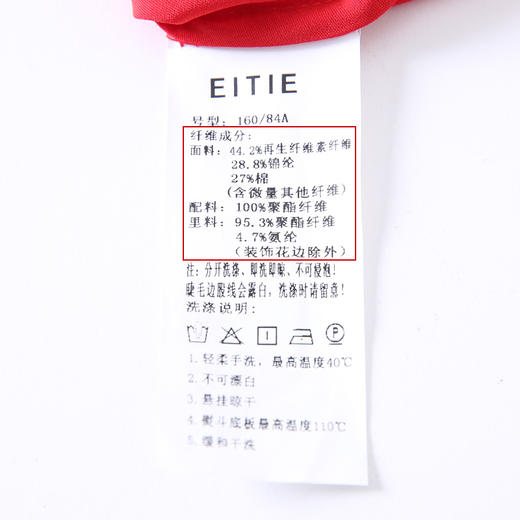 EITIE
号型: 160/84A
纤维成分:
面料: 44.2%再生纤维素纤维
28.8%锦纶
27%棉
(含微量其他纤维)
配料: 100%聚酯纤维
里料: 95.3%聚酯纤维
4.7%氨纶
(装饰花边除外)
注: 分开洗涤、即洗即晾、不可浸泡!
睫毛边股线会露白, 洗涤时请留意!
洗涤说明:
P
1. 轻柔手洗, 最高温度40℃
2. 不可漂白
3. 悬挂晾干
4. 熨斗底板最高温度110℃
5. 缓和干洗